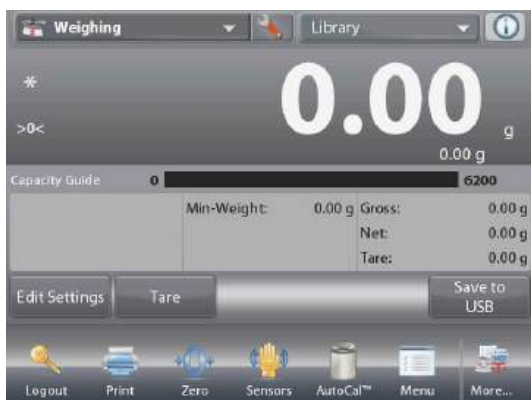 Weighing Library
*
>0<
0.00 g
0.00 g
Capacity Guide 0 6200
Min-Weight: 0.00 g Gross: 0.00 g
Net: 0.00 g
Tare: 0.00 g
Edit Settings Tare Save to USB
Logout Print Zero Sensors AutoCal™ Menu More...